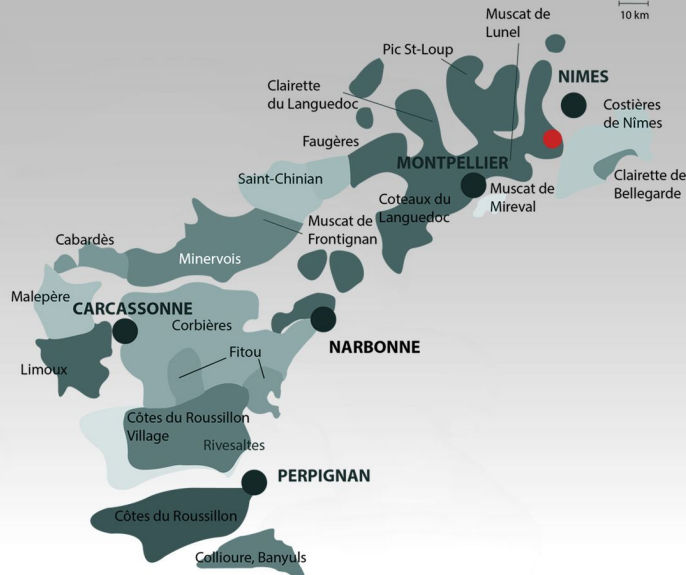 10 km
Muscat de
Lunel
Pic St-Loup
NIMES
Clairette
du Languedoc
Costières
de Nîmes
Faugères
MONTPELLIER
Saint-Chinian
Clairette de
Bellegarde
Muscat de
Mireval
Coteaux du
Languedoc
Muscat de
Frontignan
Cabardès
Minervois
Malepère
CARCASSONNE
Corbières
NARBONNE
Fitou
Limoux
Côtes du Roussillon
Village
Rivesaltes
PERPIGNAN
Côtes du Roussillon
Collioure, Banyuls